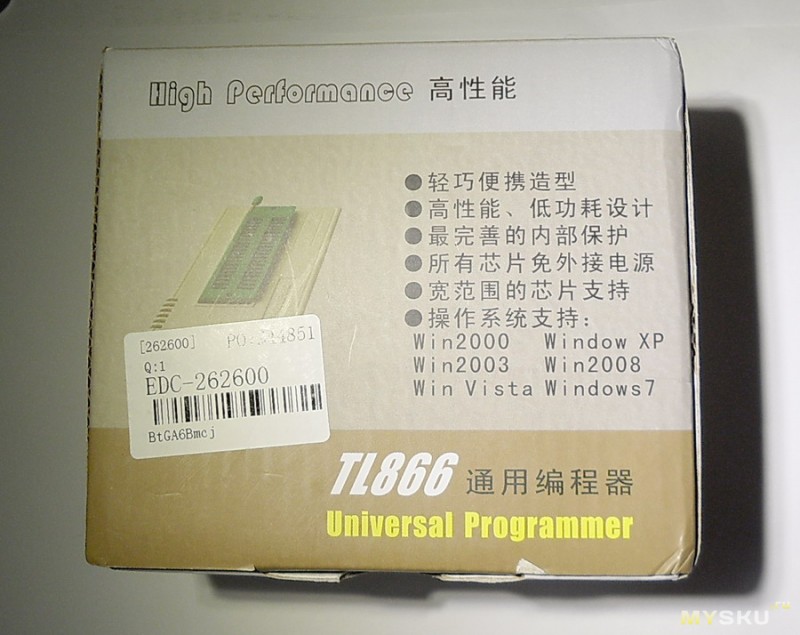 High Performance 高性能
●轻巧便携造型
●高性能、低功耗设计
●最完善的内部保护
●所有芯片免外接电源
●宽范围的芯片支持
●操作系统支持：
Win2000 Window XP
Win2003 Win2008
Win Vista Windows7
[262600]
Q:1
EDC-262600
BtGA6Bmcj
TL866 通用编程器
Universal Programmer
MYSKU.ru